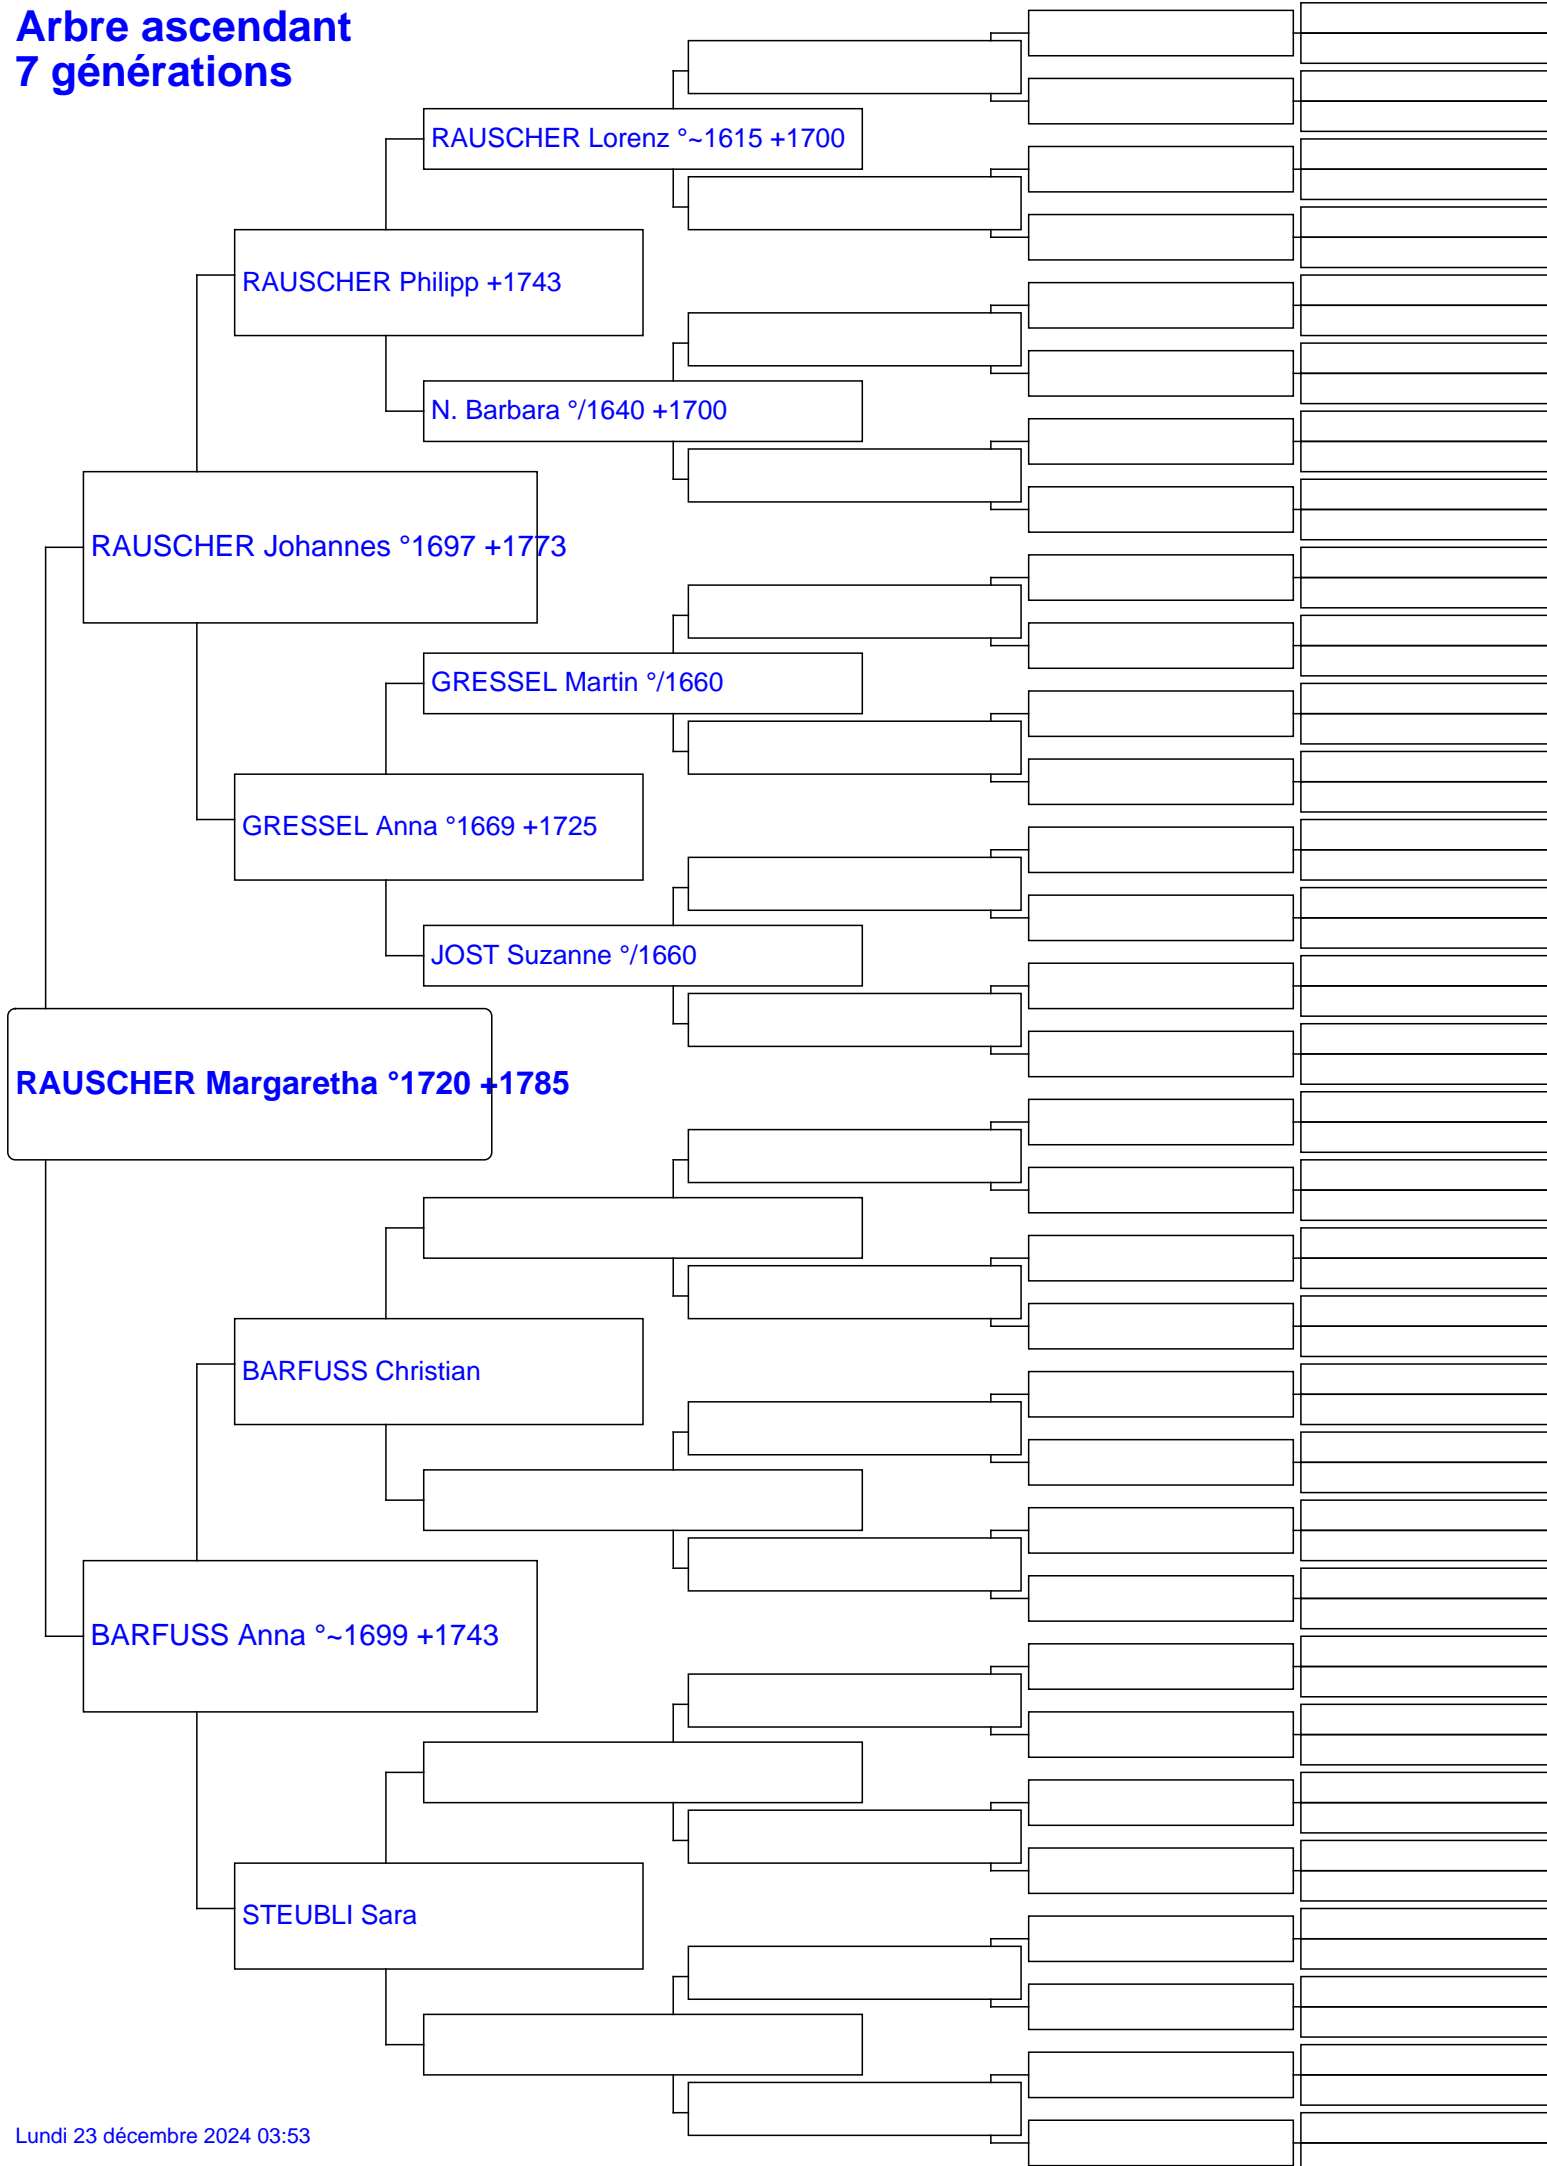 Arbre ascendant
7 générations
RAUSCHER Lorenz °~1615 +1700
RAUSCHER Philipp +1743
N. Barbara °/1640 +1700
RAUSCHER Johannes °1697 +1773
GRESSEL Martin °/1660
GRESSEL Anna °1669 +1725
JOST Suzanne °/1660
RAUSCHER Margaretha °1720 +1785
BARFUSS Christian
BARFUSS Anna °~1699 +1743
STEUBLI Sara
Lundi 23 décembre 2024 03:53